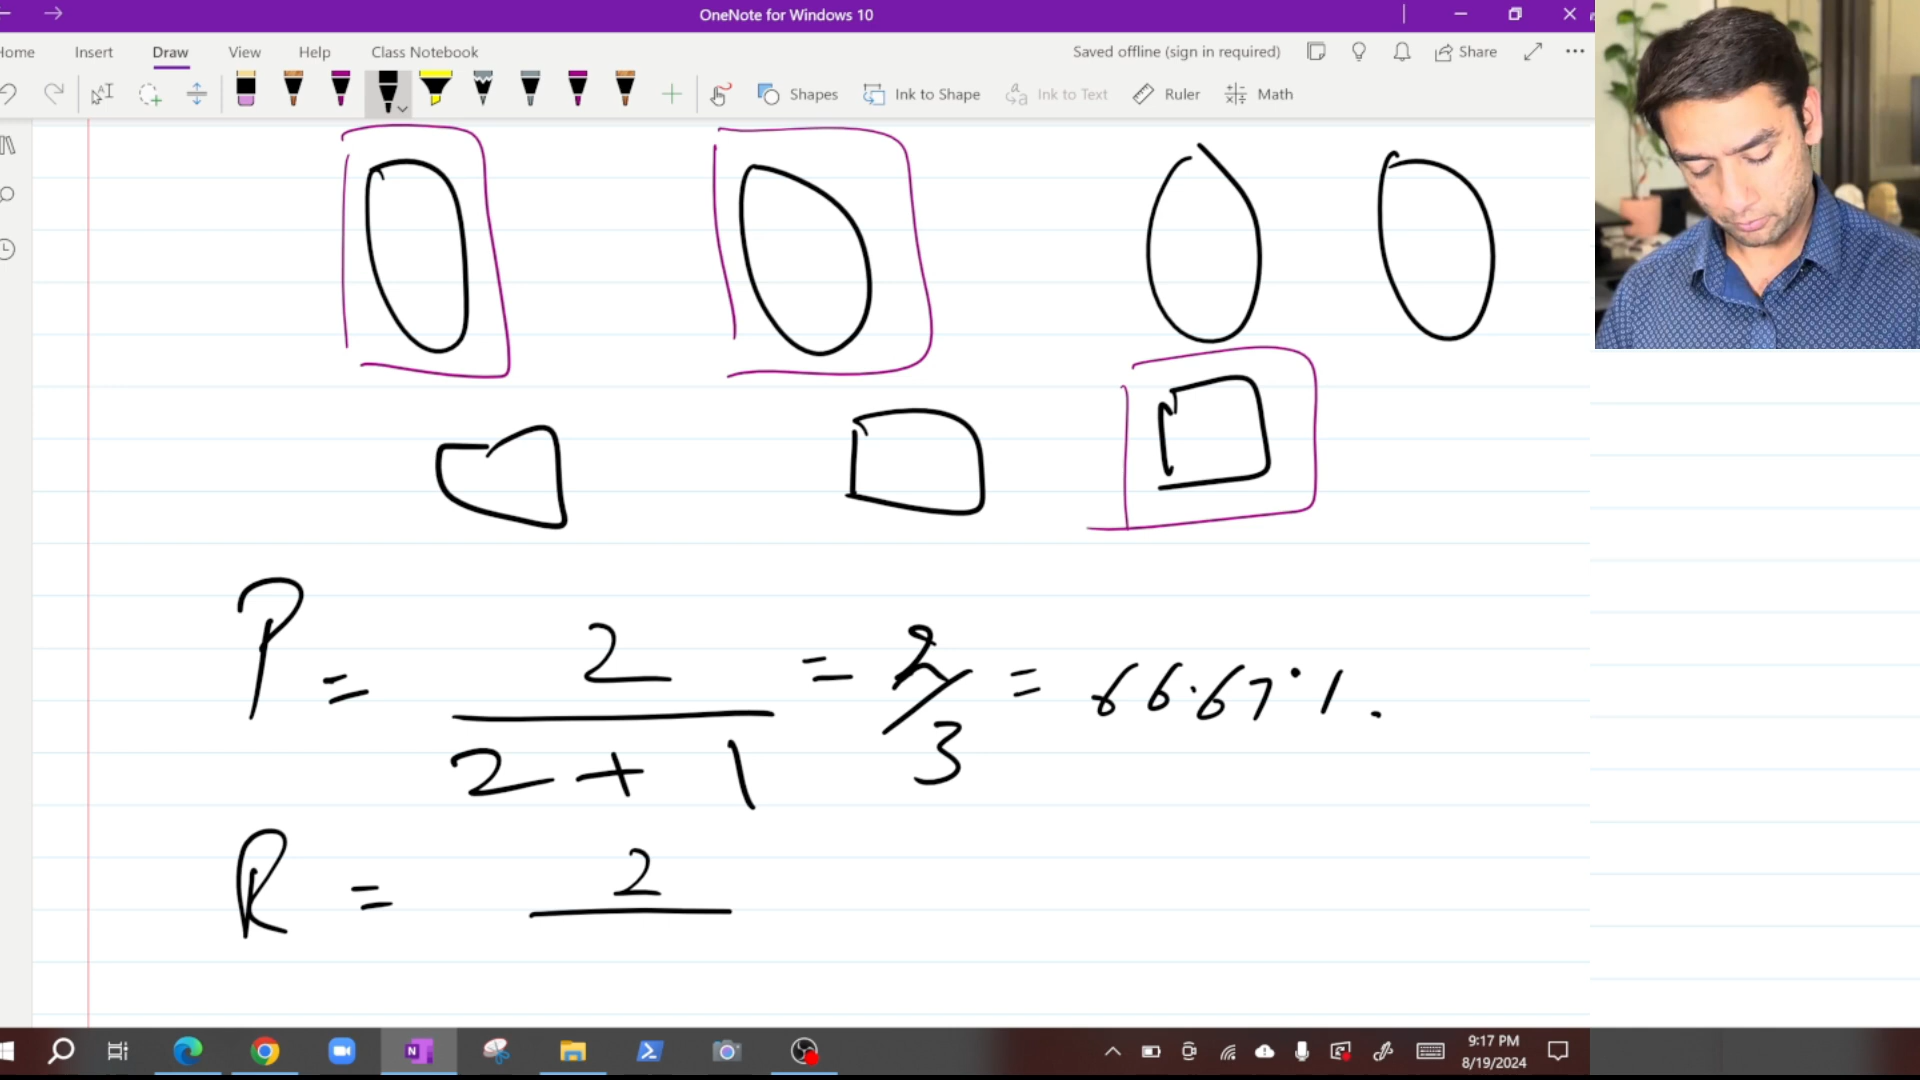 OneNote for Windows 10
Home Insert Draw View Help Class Notebook Saved offline (sign in required) Share
Shapes Ink to Shape Ink to Text Ruler Math
P = 2 / 2 + 1 = 2/3 = 66.67%.
R = 2
9:17 PM
8/19/2024